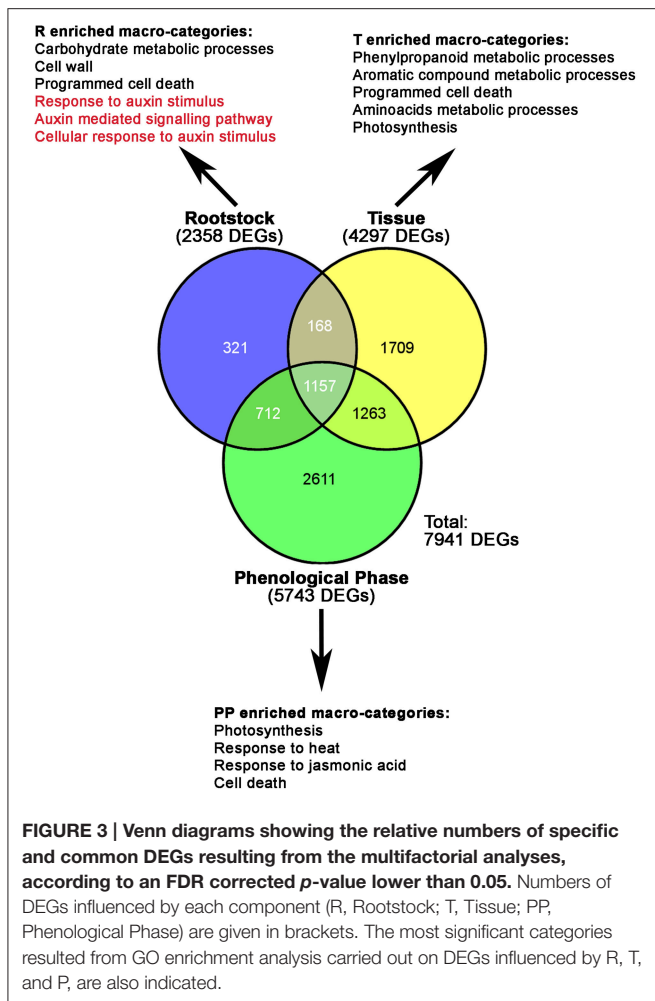 R enriched macro-categories:
Carbohydrate metabolic processes
Cell wall
Programmed cell death
Response to auxin stimulus
Auxin mediated signalling pathway
Cellular response to auxin stimulus
T enriched macro-categories:
Phenylpropanoid metabolic processes
Aromatic compound metabolic processes
Programmed cell death
Aminoacids metabolic processes
Photosynthesis
Rootstock
(2358 DEGs)
Tissue
(4297 DEGs)
168
321
1709
1157
712
1263
2611
Total:
7941 DEGs
Phenological Phase
(5743 DEGs)
PP enriched macro-categories:
Photosynthesis
Response to heat
Response to jasmonic acid
Cell death
FIGURE 3 | Venn diagrams showing the relative numbers of specific
and common DEGs resulting from the multifactorial analyses,
according to an FDR corrected p-value lower than 0.05. Numbers of
DEGs influenced by each component (R, Rootstock; T, Tissue; PP,
Phenological Phase) are given in brackets. The most significant categories
resulted from GO enrichment analysis carried out on DEGs influenced by R, T,
and P, are also indicated.